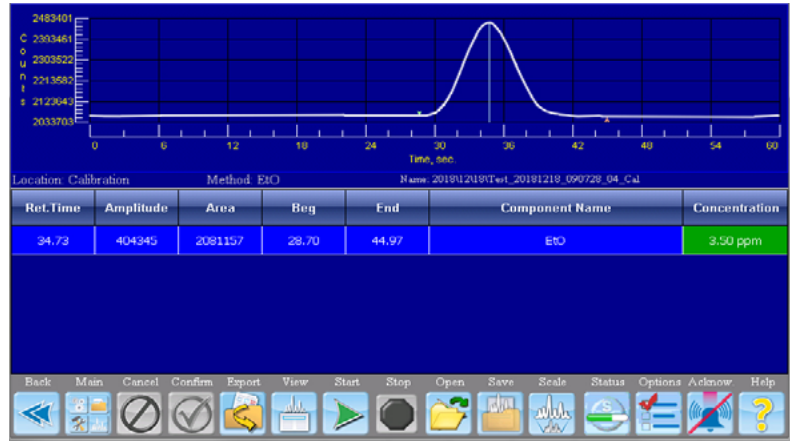 2483401
2393461
2303522
2213582
2123643
2033703
Counts
0 6 12 18 24 30 36 42 48 54 60
Time, sec.
Location: Calibration Method: EtO Name: 2018\12\18\Test_20181218_090728_04_Cal
Ret.Time Amplitude Area Beg End Component Name Concentration
34.73 404345 2081157 28.70 44.97 EtO 3.50 ppm
Back Main Cancel Confirm Export View Start Stop Open Save Scale Status Options Acknow Help